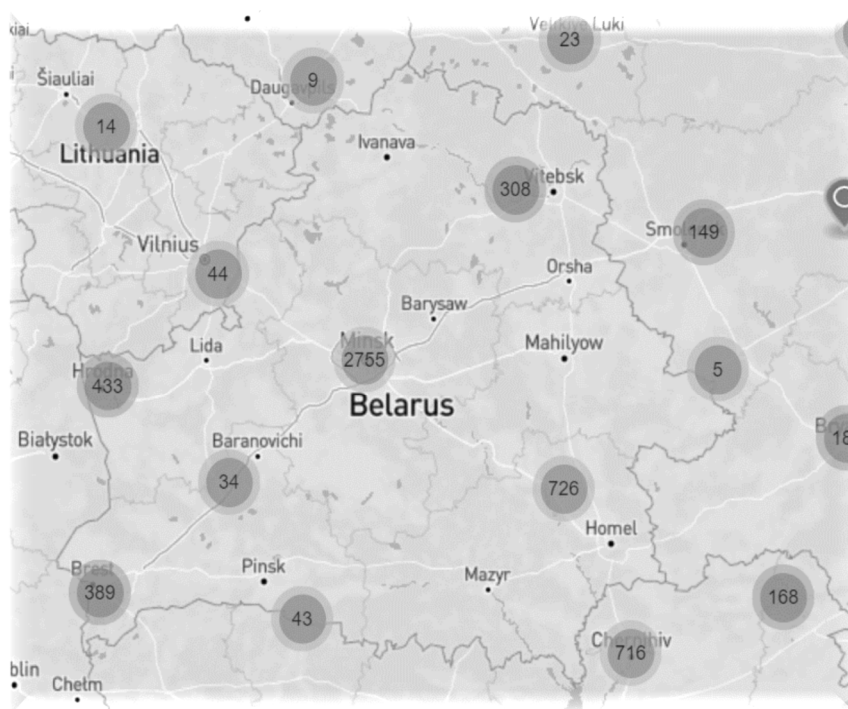 Velikiye Luki
23
Šiauliai
9
Daugavpils
14
Ivanava
Lithuania
308
Vitebsk
Smolensk
149
Vilnius
44
Orsha
Barysaw
Minsk
2755
Lida
Mahilyow
5
Hrodna
433
Belarus
Białystok
Baranovichi
34
726
Homel
Brest
389
Pinsk
Mazyr
168
43
Chernihiv
716
blin
Chełm